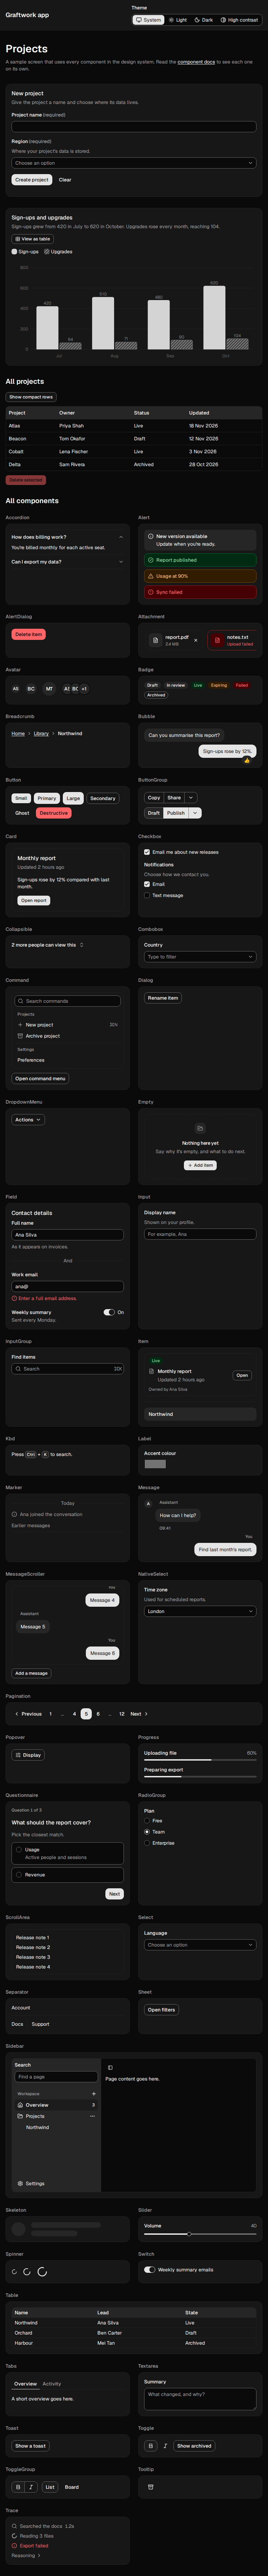 Graftwork app
Theme
System
Light
Dark
High contrast
Projects
A sample screen that uses every component in the design system. Read the component docs to see each one on its own.
New project
Give the project a name and choose where its data lives.
Project name (required)
Region (required)
Where your project's data is stored.
Choose an option
Create project
Clear
Sign-ups and upgrades
Sign-ups grew from 420 in July to 620 in October. Upgrades rose every month, reaching 104.
View as table
Sign-ups
Upgrades
800
600
400
200
0
420
510
480
620
104
Jul
Aug
Sep
Oct
All projects
Show compact rows
Project Owner Status Updated
Atlas Priya Shah Live 18 Nov 2026
Beacon Tom Okafor Draft 12 Nov 2026
Cobalt Lena Fischer Live 3 Nov 2026
Delta Sam Rivera Archived 28 Oct 2026
Delete selected
All components
Accordion
How does billing work?
You're billed monthly for each active seat.
Can I export my data?
Alert
New version available
Update when you're ready.
Report published
Usage at 90%
Sync failed
AlertDialog
Delete item
Attachment
report.pdf
2.4 MB
notes.txt
Upload failed
Avatar
BC
MT
+1
Badge
Draft
In review
Live
Expiring
Failed
Archived
Breadcrumb
Home
Library
Northwind
Bubble
Can you summarise this report?
Sign-ups rose by 12%.
Button
Small
Primary
Large
Secondary
Ghost
Destructive
ButtonGroup
Copy
Share
Draft
Publish
Card
Monthly report
Updated 2 hours ago.
Sign-ups rose by 12% compared with last month.
Open report
Checkbox
Email me about new releases
Notifications
Choose how we contact you.
Email
Text message
Collapsible
2 more people can view this
Combobox
Country
Type to filter
Command
Search commands
Projects
New project
Archive project
Settings
Preferences
Open command menu
Dialog
Rename item
DropdownMenu
Actions
Empty
Nothing here yet
Say why it's empty, and what to do next.
Add item
Field
Contact details
Full name
Ana Silva
As it appears on invoices.
And
Work email
ana@
Enter a full email address.
Weekly summary
On
Sent every Monday.
Input
Display name
Shown on your profile.
For example, Ana
InputGroup
Find items
Search
Item
Live
Monthly report
Updated 2 hours ago.
Open
Owned by Ana Silva
Northwind
Kbd
Press Ctrl + K to search.
Label
Accent colour
Marker
Today
Ana joined the conversation
Earlier messages
Message
A
Assistant
How can I help?
09:41
You
Find last month's report.
MessageScroller
You
Message 4
Assistant
Message 5
You
Message 6
Add a message
NativeSelect
Time zone
Used for scheduled reports.
London
Pagination
Previous 1 … 4 5 6 … 12 Next
Popover
Display
Progress
Uploading file
60%
Preparing export
Questionnaire
Question 1 of 3
What should the report cover?
Pick the closest match.
Usage
Active people and sessions
Revenue
Next
RadioGroup
Plan
Free
Team
Enterprise
ScrollArea
Release note 1
Release note 2
Release note 3
Release note 4
Select
Language
Choose an option
Separator
Account
Docs
Support
Sheet
Open filters
Sidebar
Search
Find a page
Workspace
Overview
3
Projects
Northwind
Settings
Page content goes here.
Skeleton
Slider
Volume
40
Spinner
Switch
Weekly summary emails
Table
Name Lead State
Northwind Ana Silva Live
Orchard Ben Carter Draft
Harbour Mei Tan Archived
Tabs
Overview
Activity
A short overview goes here.
Textarea
Summary
What changed, and why?
Toast
Show a toast
Toggle
B
I
Show archived
ToggleGroup
B
I
List
Board
Tooltip
Trace
Searched the docs 1.2s
Reading 3 files
Export failed
Reasoning